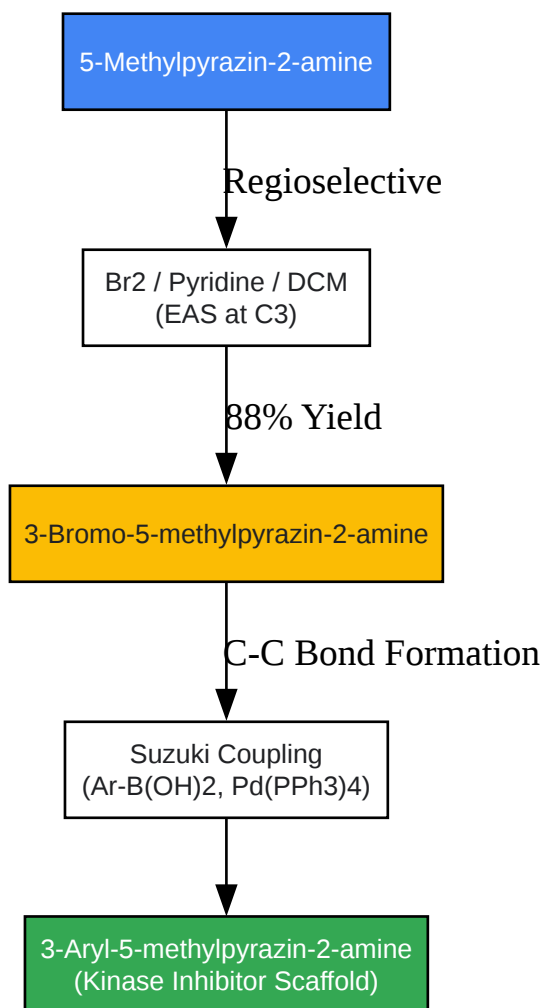 5-Methylpyrazin-2-amine
Regioselective
Br2 / Pyridine / DCM
(EAS at C3)
88% Yield
3-Bromo-5-methylpyrazin-2-amine
C-C Bond Formation
Suzuki Coupling
(Ar-B(OH)2, Pd(PPh3)4)
3-Aryl-5-methylpyrazin-2-amine
(Kinase Inhibitor Scaffold)